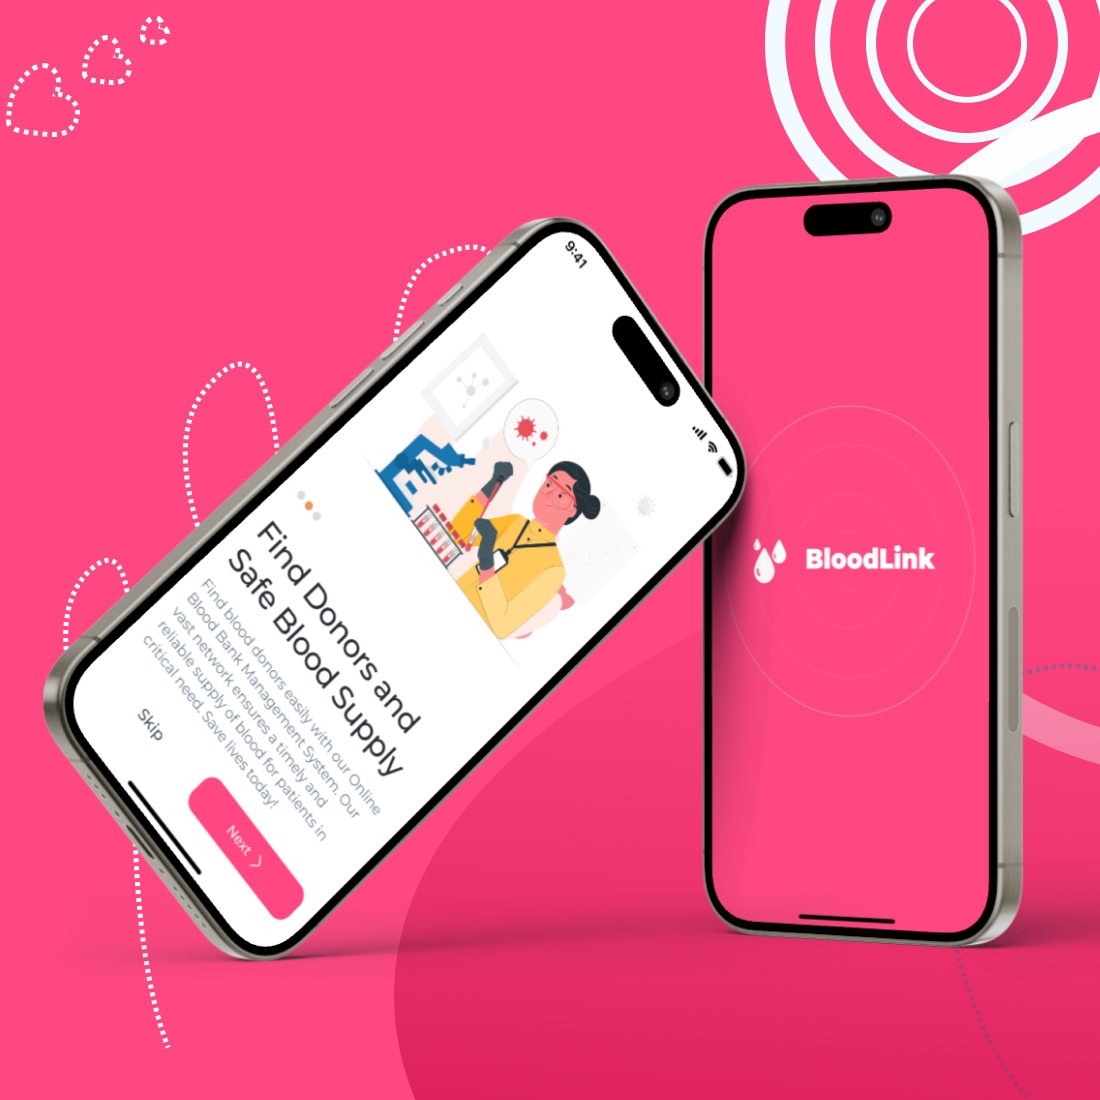 9:41
Find Donors and
Safe Blood Supply
Find blood donors easily with our Online
Blood Bank Management System. Our
vast network ensures a timely and
reliable supply of blood for patients in
critical need. Save lives today!
Skip
Next
BloodLink